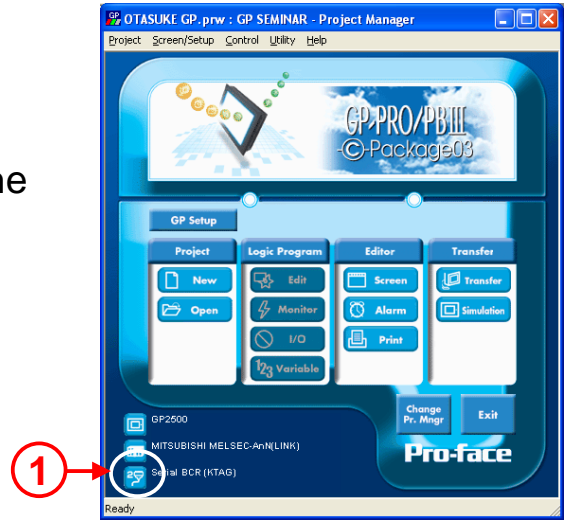 OTASUKE GP.prw : GP SEMINAR - Project Manager
Project Screen/Setup Control Utility Help
GP-PRO/PBIII
-C-Package03
ne
GP Setup
Project Logic Program Editor Transfer
New Edit Screen Transfer
Open Monitor Alarm Simulation
I/O Print
123 Variable
Change
Pr. Mngr
Exit
GP2500
MITSUBISHI MELSEC-AnN(LINK)
Pro-face
1
Serial BCR (KTAG)
Ready